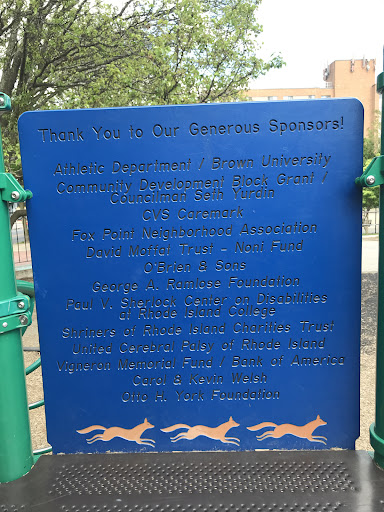 Thank You to Our Generous Sponsors!
Athletic Department / Brown University
Community Development Block Grant /
Councilman Seth Yurdin
CVS Caremark
Fox Point Neighborhood Association
David Moffat Trust - Noni Fund
O'Brien & Sons
George A. Ramlose Foundation
Paul V. Sherlock Center on Disabilities
at Rhode Island College
Shriners of Rhode Island Charities Trust
United Cerebral Palsy of Rhode Island
Vigneron Memorial Fund / Bank of America
Carol & Kevin Welsh
Otto H. York Foundation